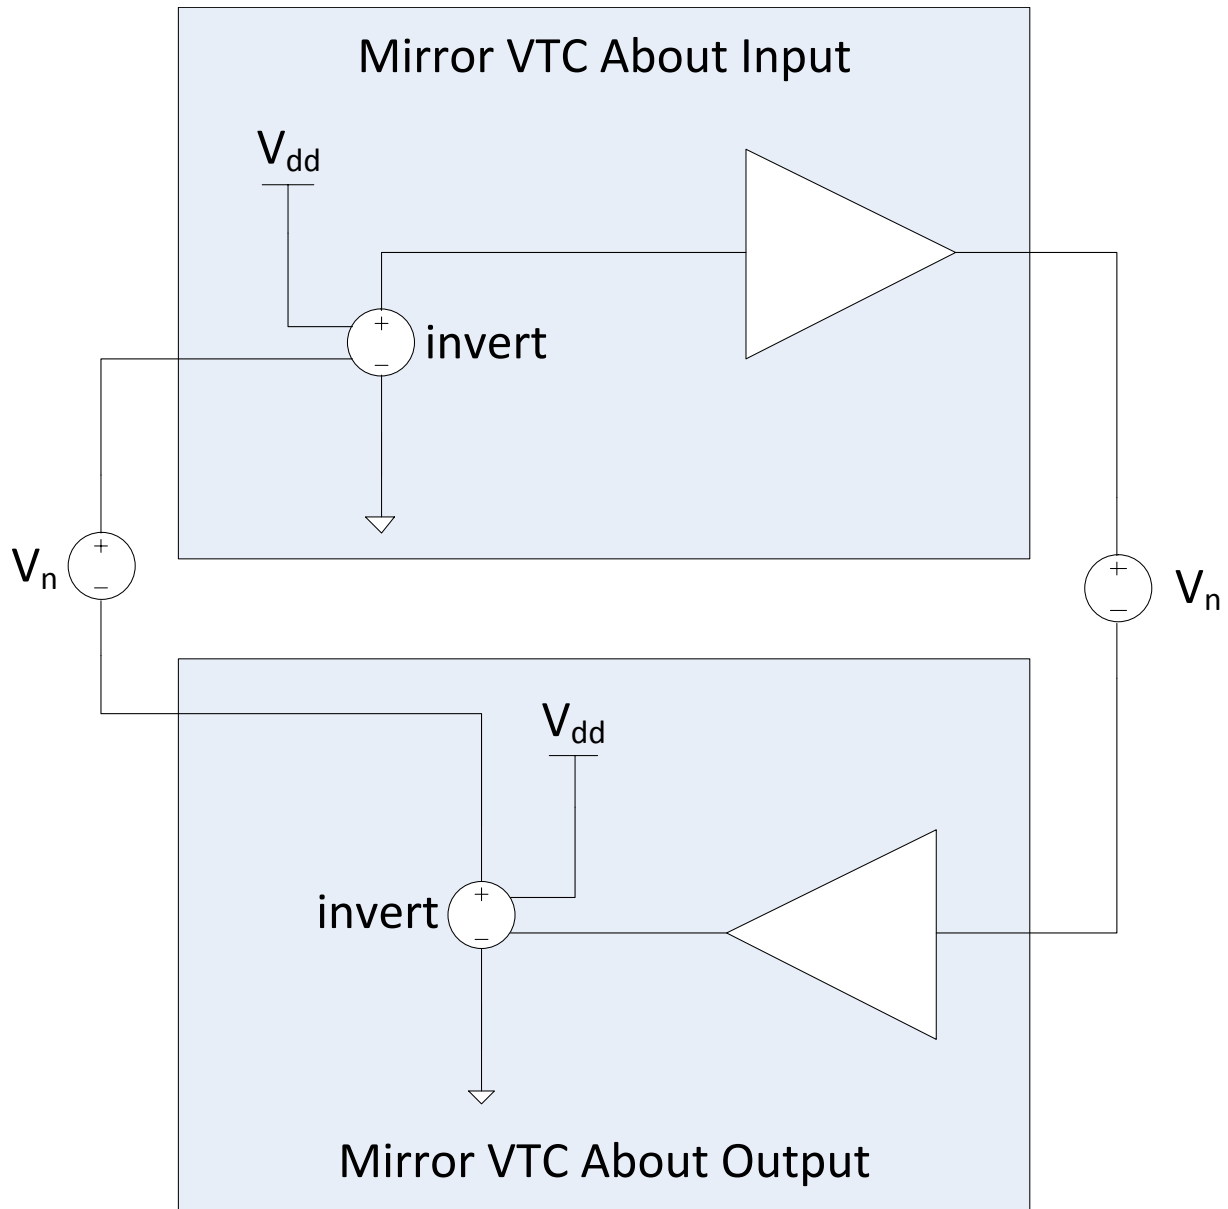 Mirror VTC About Input
Vdd
+
−
invert
+
−
Vn
+
−
Vn
Vdd
+
−
invert
Mirror VTC About Output